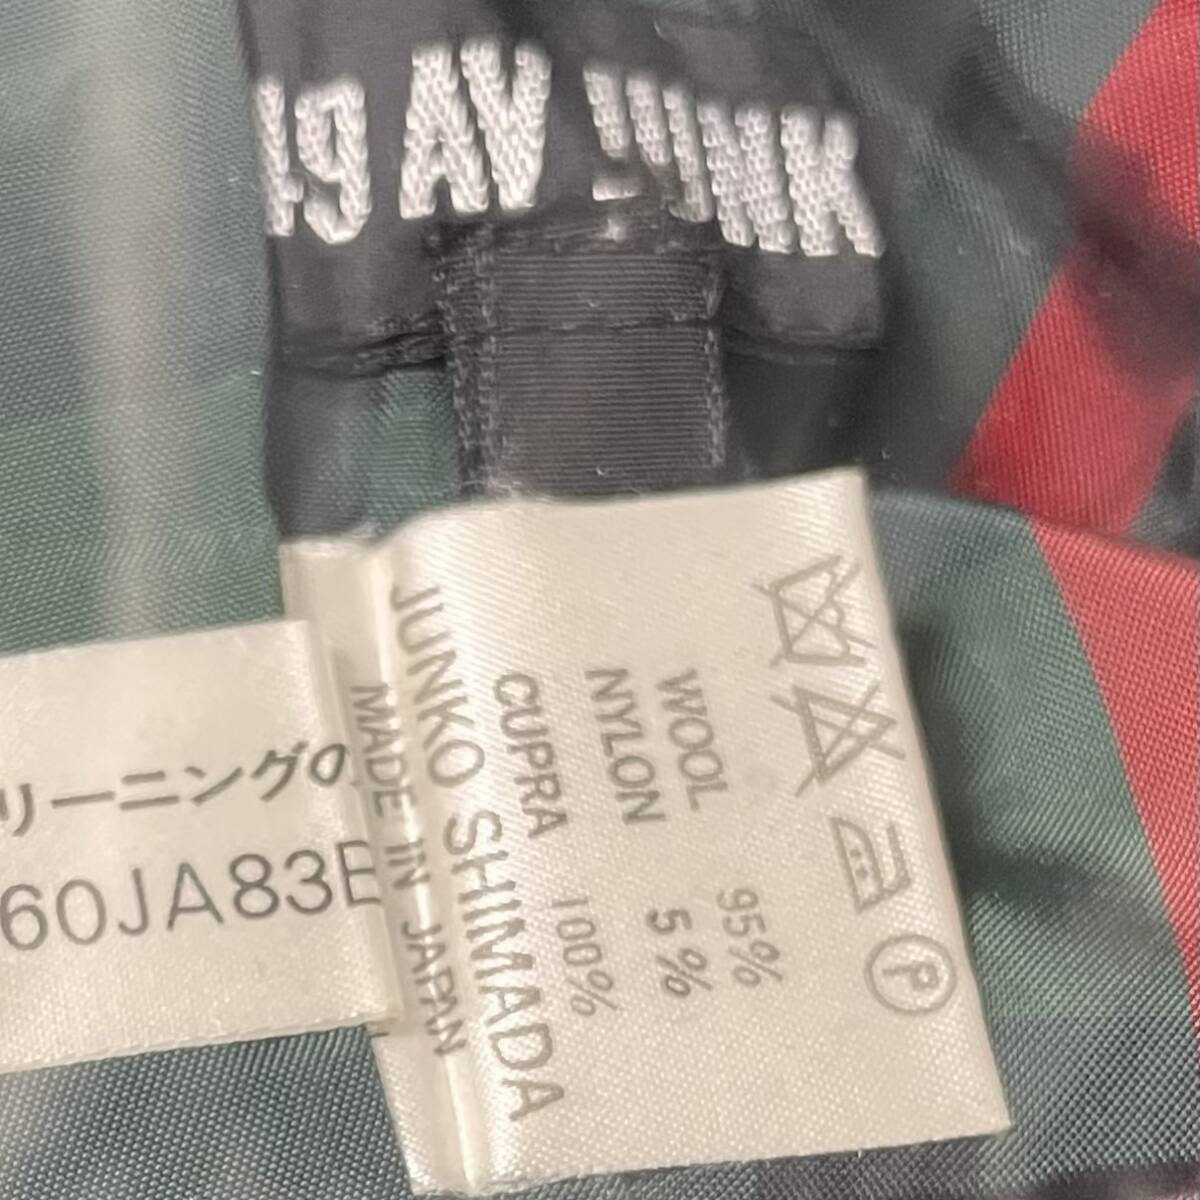 49 AV JUNK
P
WOOL 95%
NYLON 5%
CUPRA 100%
JUNKO SHIMADA
MADE IN JAPAN
リーニングの
60JA83E